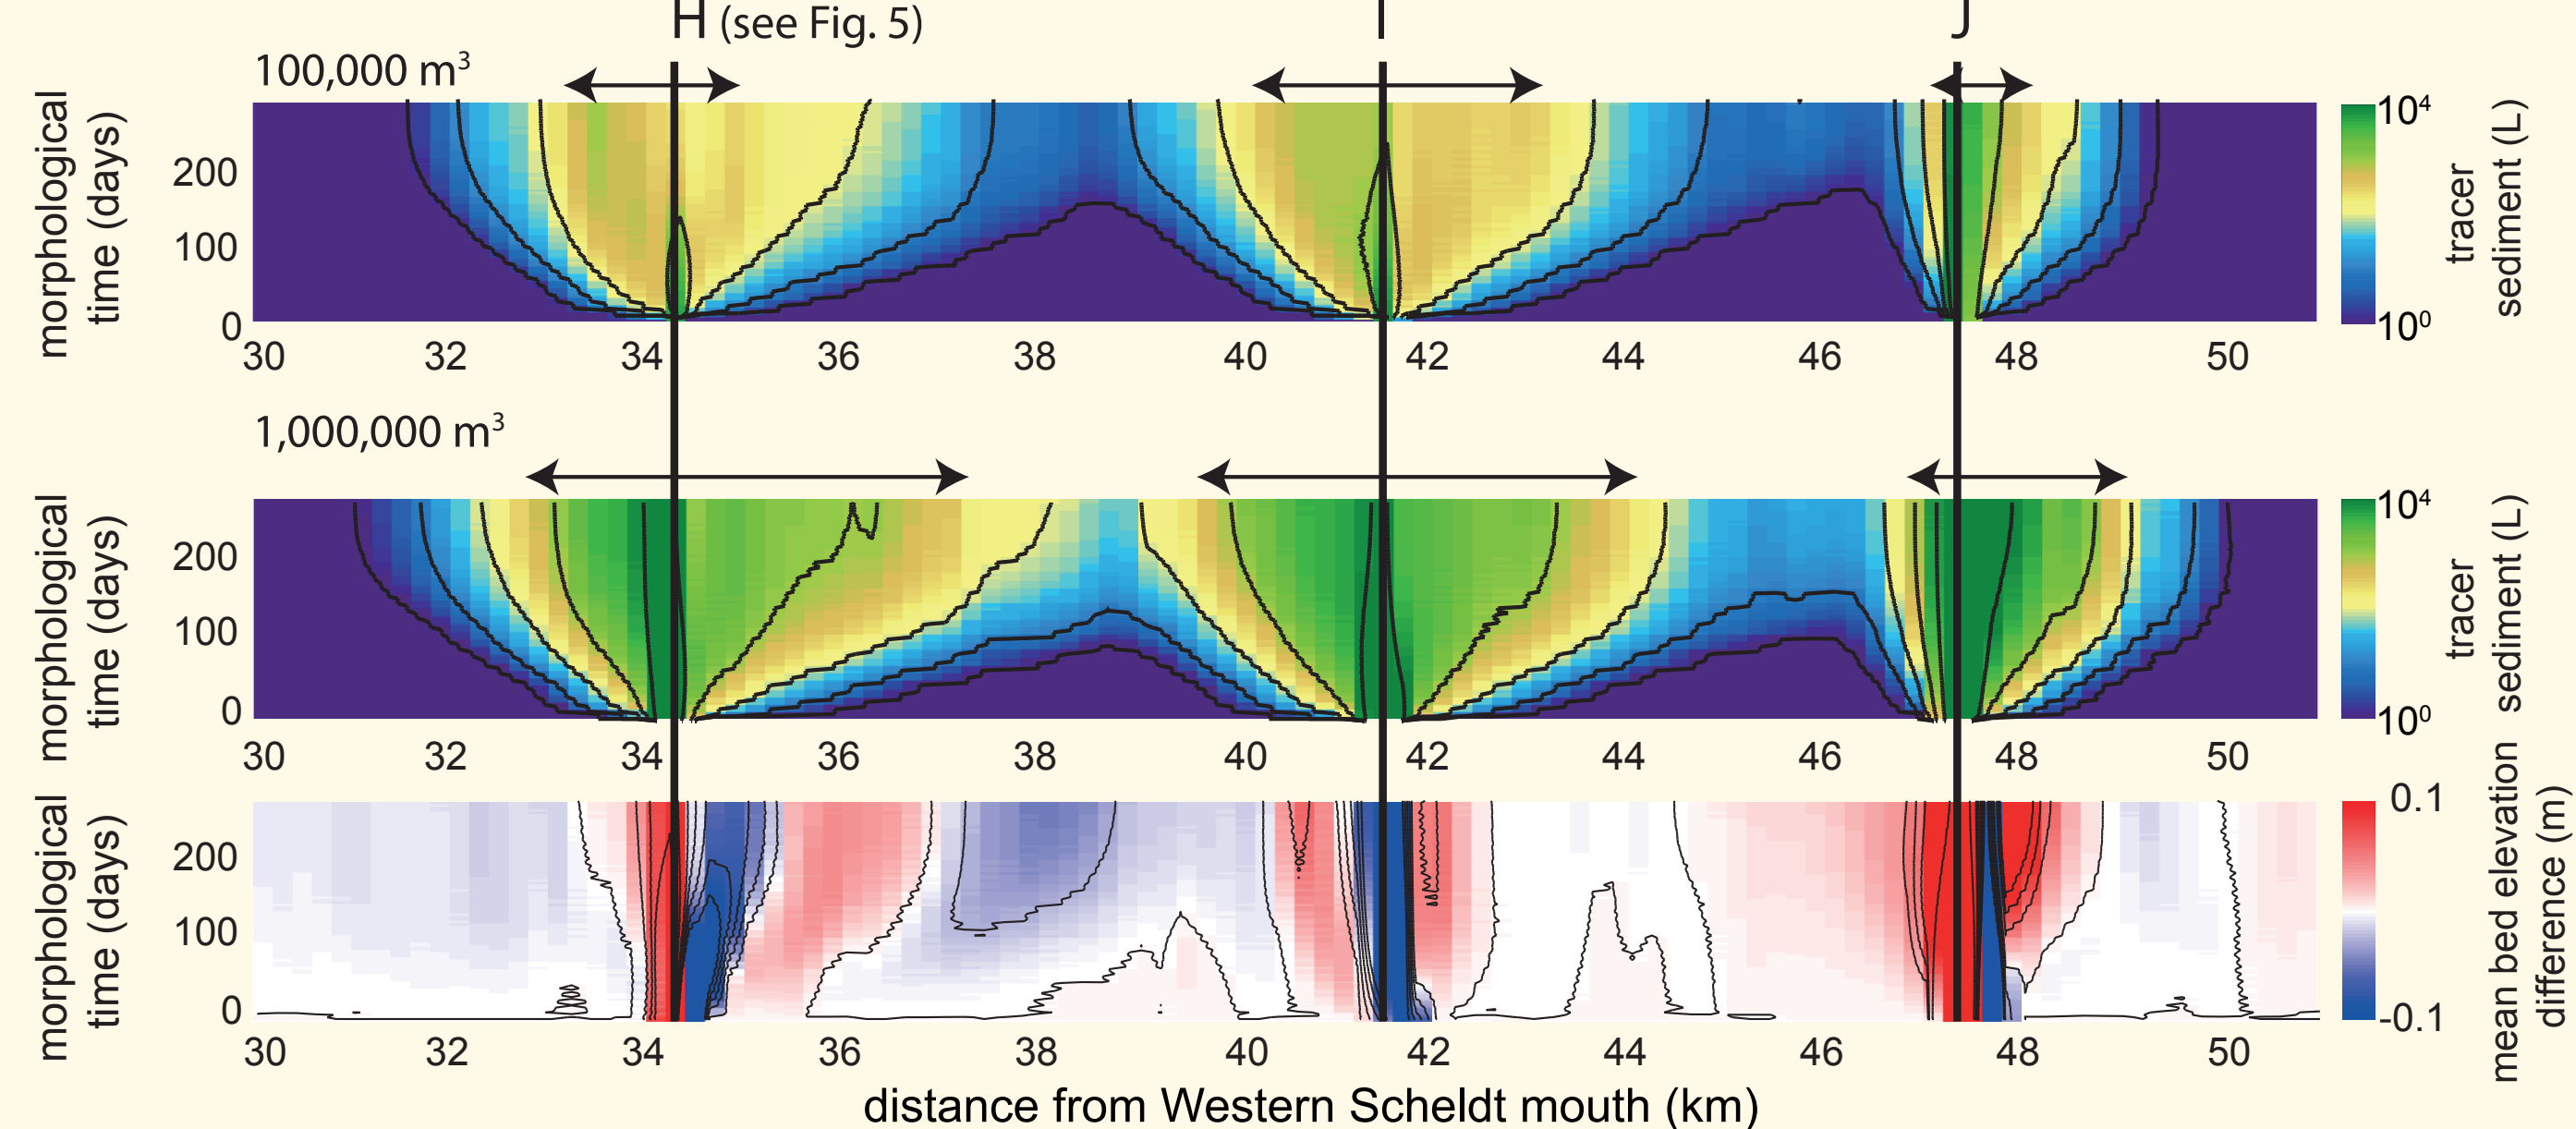 H (see Fig. 5)
I
J
100,000 m³
morphological
time (days)
200
100
0
30 32 34 36 38 40 42 44 46 48 50
10⁴
10⁰
tracer
sediment (L)
1,000,000 m³
morphological
time (days)
200
100
0
30 32 34 36 38 40 42 44 46 48 50
10⁴
10⁰
tracer
sediment (L)
morphological
time (days)
200
100
0
30 32 34 36 38 40 42 44 46 48 50
0.1
-0.1
mean bed elevation
difference (m)
distance from Western Scheldt mouth (km)